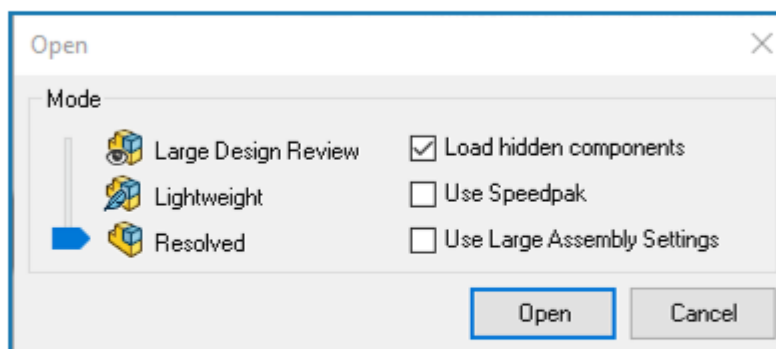 Open
Mode
Large Design Review
Load hidden components
Lightweight
Use Speedpak
Resolved
Use Large Assembly Settings
Open
Cancel